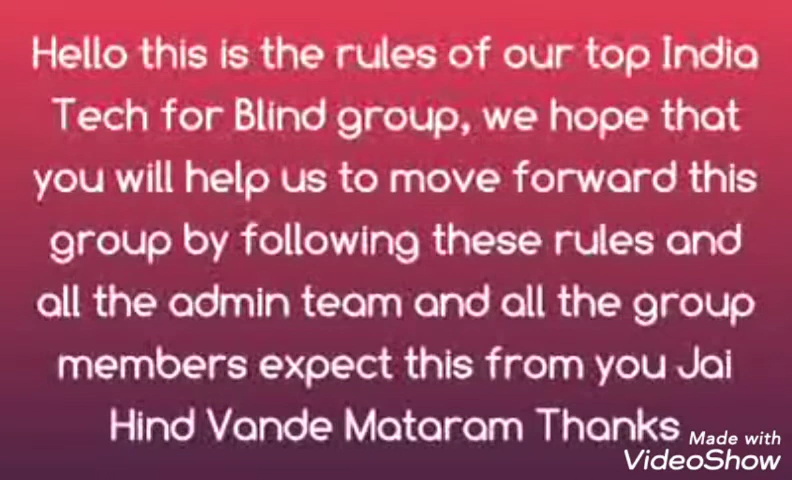 Hello this is the rules of our top India
Tech for Blind group, we hope that
you will help us to move forward this
group by following these rules and
all the admin team and all the group
members expect this from you Jai
Hind Vande Mataram Thanks
Made with
VideoShow